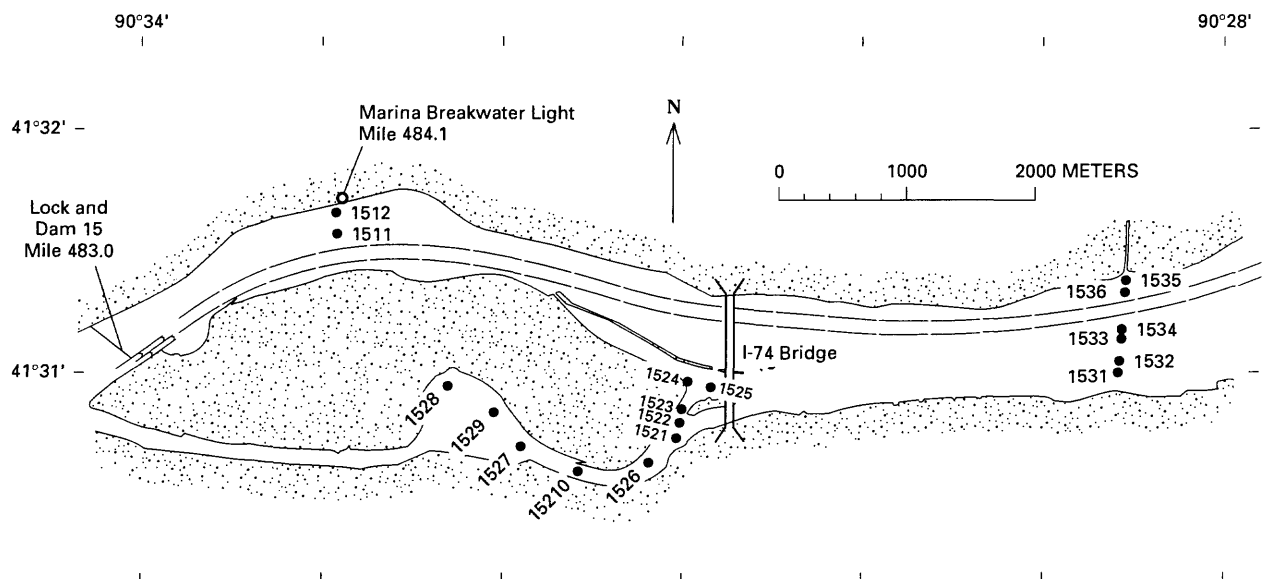 90°34'
90°28'
Marina Breakwater Light
Mile 484.1
N
41°32'
0 1000 2000 METERS
Lock and
Dam 15
Mile 483.0
1512
1511
1535
1536
1534
1533
I-74 Bridge
1532
1531
41°31'
1524
1525
1528
1523
1522
1529
1521
1527
15210
1526